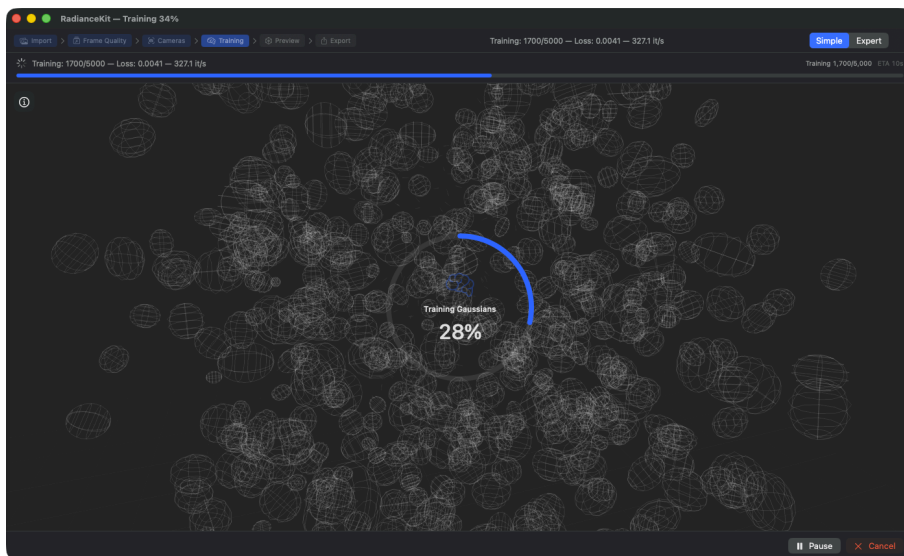 RadianceKit — Training 34%
Import > Frame Quality > Cameras > Training > Preview > Export
Training: 1700/5000 — Loss: 0.0041 — 327.1 it/s
Simple Expert
Training: 1700/5000 — Loss: 0.0041 — 327.1 it/s
Training 1,700/5,000 ETA 10s
Training Gaussians
28%
Pause
Cancel